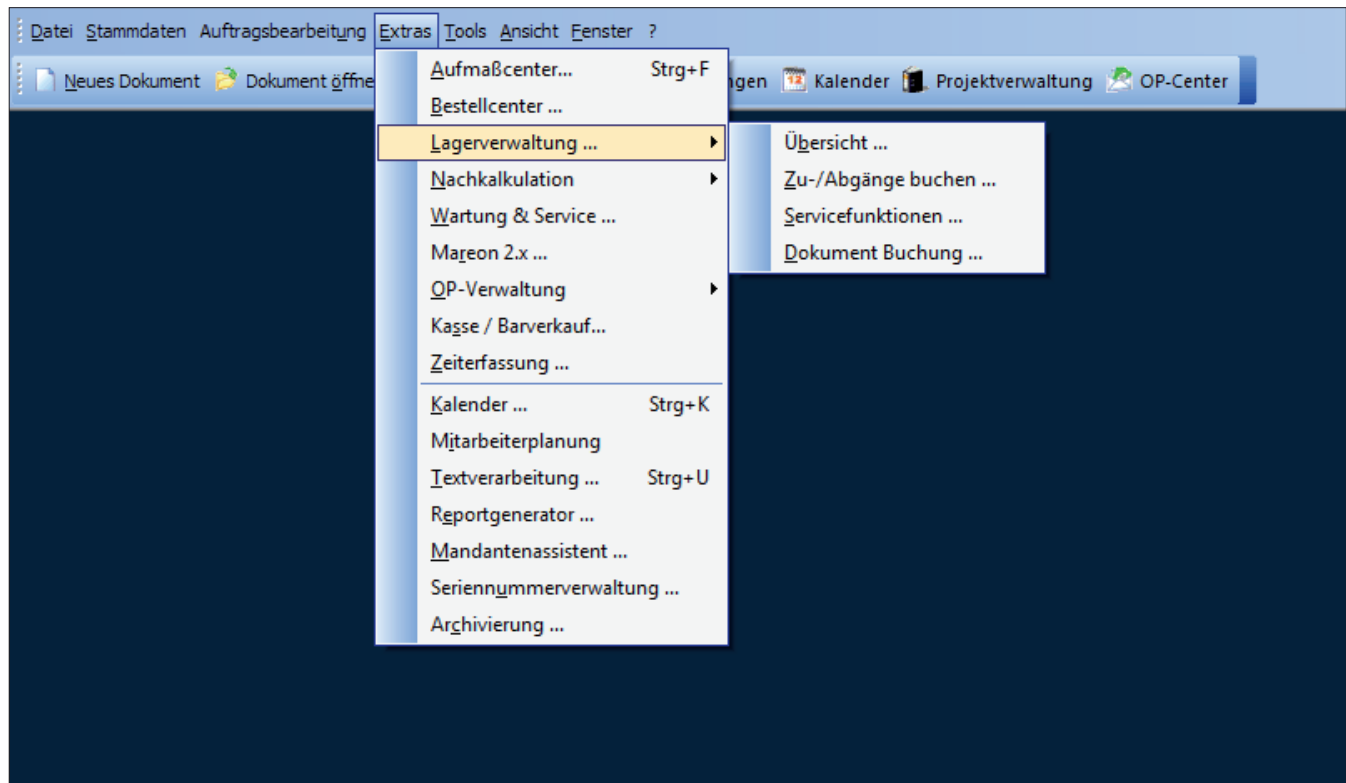 Datei Stammdaten Auftragsbearbeitung Extras Tools Ansicht Fenster ?
Neues Dokument Dokument öffne ngen 12 Kalender Projektverwaltung OP-Center
Aufmaßcenter... Strg+F
Bestellcenter ...
Lagerverwaltung ...
Nachkalkulation
Wartung & Service ...
Mareon 2.x ...
OP-Verwaltung
Kasse / Barverkauf...
Zeiterfassung ...
Kalender ... Strg+K
Mitarbeiterplanung
Textverarbeitung ... Strg+U
Reportgenerator ...
Mandantenassistent ...
Seriennummerverwaltung ...
Archivierung ...
Übersicht ...
Zu-/Abgänge buchen ...
Servicefunktionen ...
Dokument Buchung ...